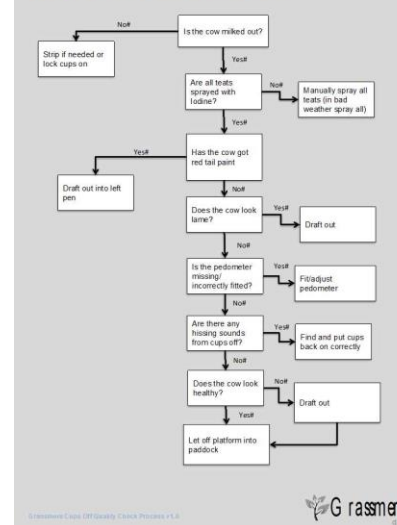 Is the cow milked out?
No#
Strip if needed or
lock cups on
Yes#
Are all teats
sprayed with
Iodine?
No#
Manually spray all
teats (in bad
weather spray all)
Yes#
Has the cow got
red tail paint
Yes#
Draft out into left
pen
No#
Does the cow look
lame?
Yes#
Draft out
No#
Is the pedometer
missing/
incorrectly fitted?
Yes#
Fit/adjust
pedometer
No#
Are there any
hissing sounds
from cups off?
Yes#
Find and put cups
back on correctly
No#
Does the cow look
healthy?
No#
Draft out
Yes#
Let off platform into
paddock
Cups Off Quality Check Process
G rassmer